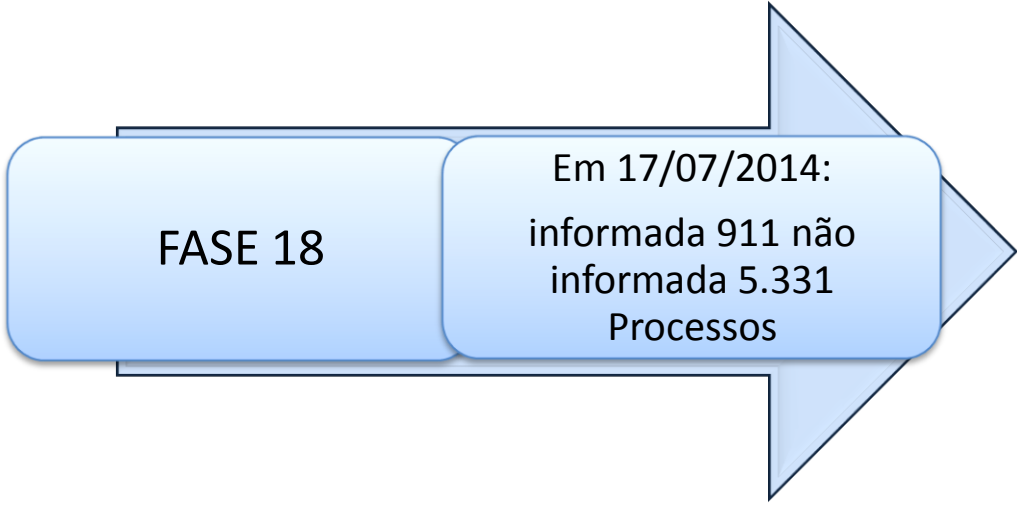 FASE 18
Em 17/07/2014:
informada 911 não
informada 5.331
Processos